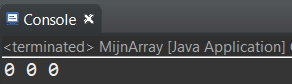 Console
<terminated> MijnArray [Java Application]
0 0 0